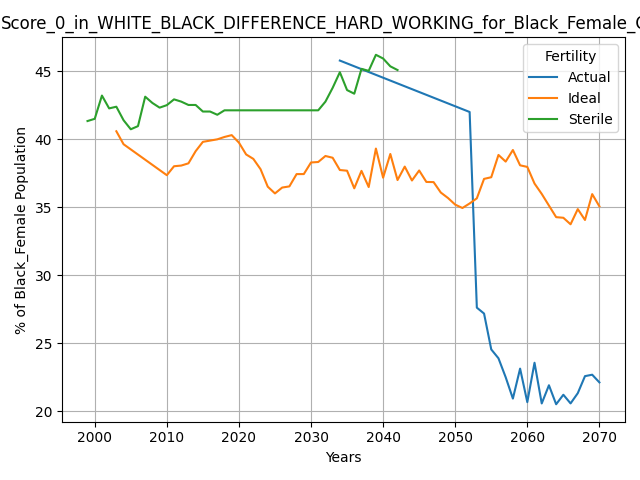 Score_0_in_WHITE_BLACK_DIFFERENCE_HARD_WORKING_for_Black_Female_
Fertility
Actual
Ideal
Sterile
% of Black_Female Population
45
40
35
30
25
20
2000 2010 2020 2030 2040 2050 2060 2070
Years